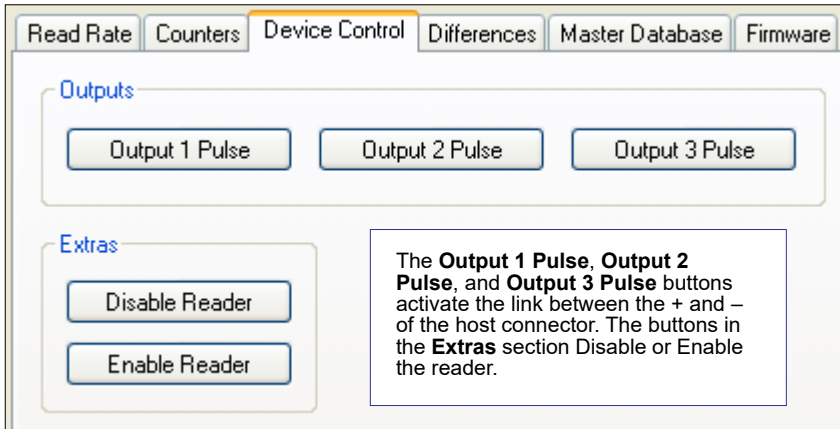 Read Rate Counters Device Control Differences Master Database Firmware
Outputs
Output 1 Pulse Output 2 Pulse Output 3 Pulse
Extras
Disable Reader
Enable Reader
The Output 1 Pulse, Output 2
Pulse, and Output 3 Pulse buttons
activate the link between the + and –
of the host connector. The buttons in
the Extras section Disable or Enable
the reader.